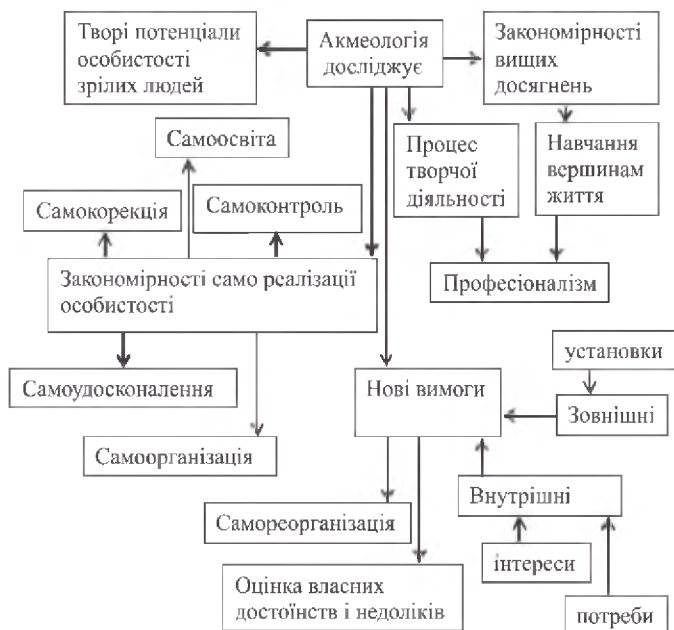 Творі потенціали
особистості
зрілих людей
Акмеологія
досліджує
Закономірності
вищих
досягнень
Самоосвіта
Процес
творчої
діяльності
Навчання
вершинам
життя
Самокорекція
Самоконтроль
Закономірності само реалізації
особистості
Професіоналізм
установки
Самоудосконалення
Нові вимоги
Зовнішні
Самоорганізація
Внутрішні
Самореорганізація
інтереси
Оцінка власних
достоїнств і недоліків
потреби